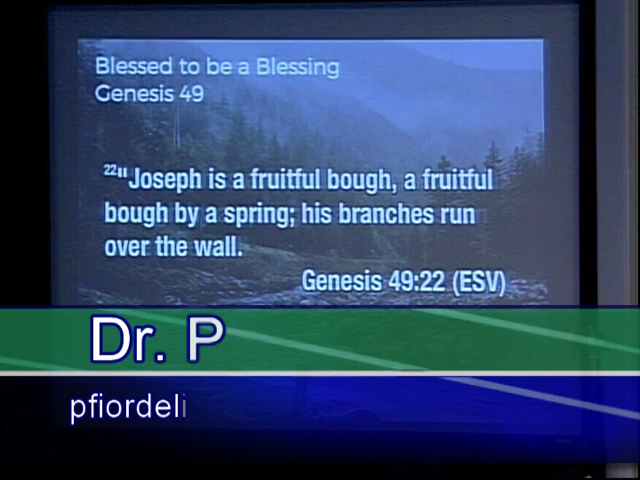 Blessed to be a Blessing
Genesis 49
22"Joseph is a fruitful bough, a fruitful
bough by a spring; his branches run
over the wall.
Genesis 49:22 (ESV)
Dr. P
pfiordeli